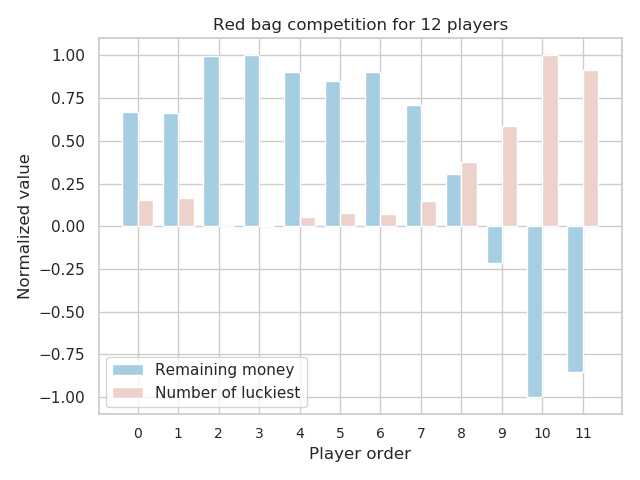 Red bag competition for 12 players
Normalized value
1.00
0.75
0.50
0.25
0.00
−0.25
−0.50
−0.75
−1.00
Remaining money
Number of luckiest
0 1 2 3 4 5 6 7 8 9 10 11
Player order